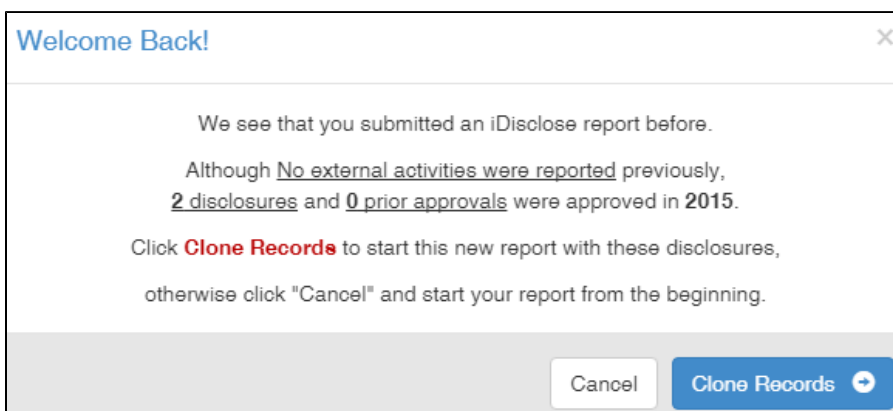 Welcome Back!
×
We see that you submitted an iDisclose report before.
Although No external activities were reported previously,
2 disclosures and 0 prior approvals were approved in 2015.
Click Clone Records to start this new report with these disclosures,
otherwise click "Cancel" and start your report from the beginning.
Cancel
Clone Records